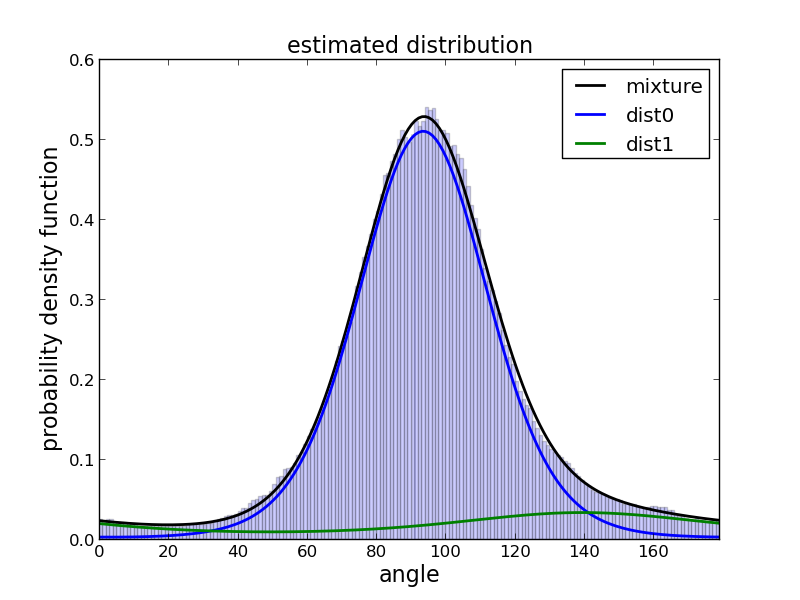 estimated distribution
mixture
dist0
dist1
probability density function
0.6
0.5
0.4
0.3
0.2
0.1
0.0
0 20 40 60 80 100 120 140 160
angle